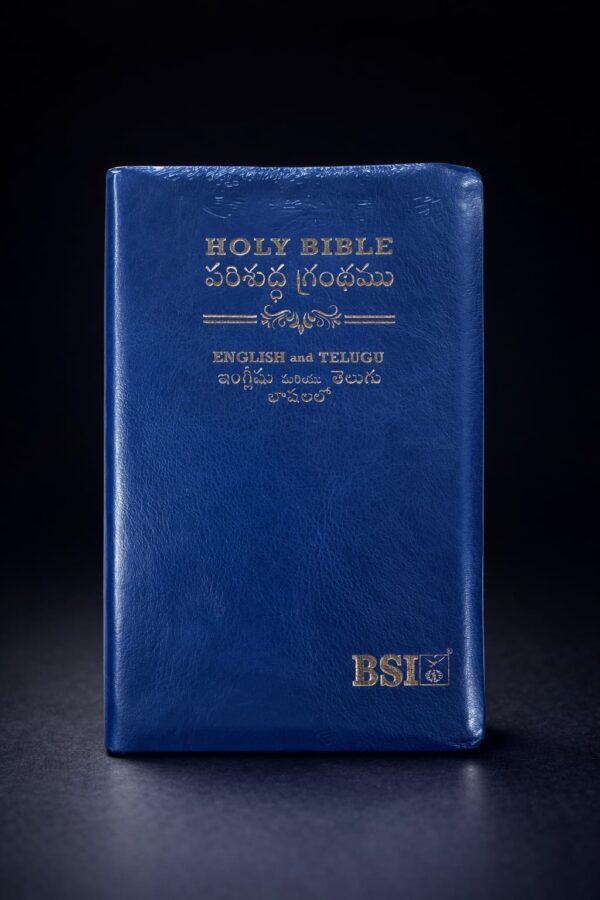 HOLY BIBLE
పరిశుద్ధ గ్రంథము
ENGLISH and TELUGU
ఇంగ్లీషు మరియు తెలుగు
భాషలలో
BSI